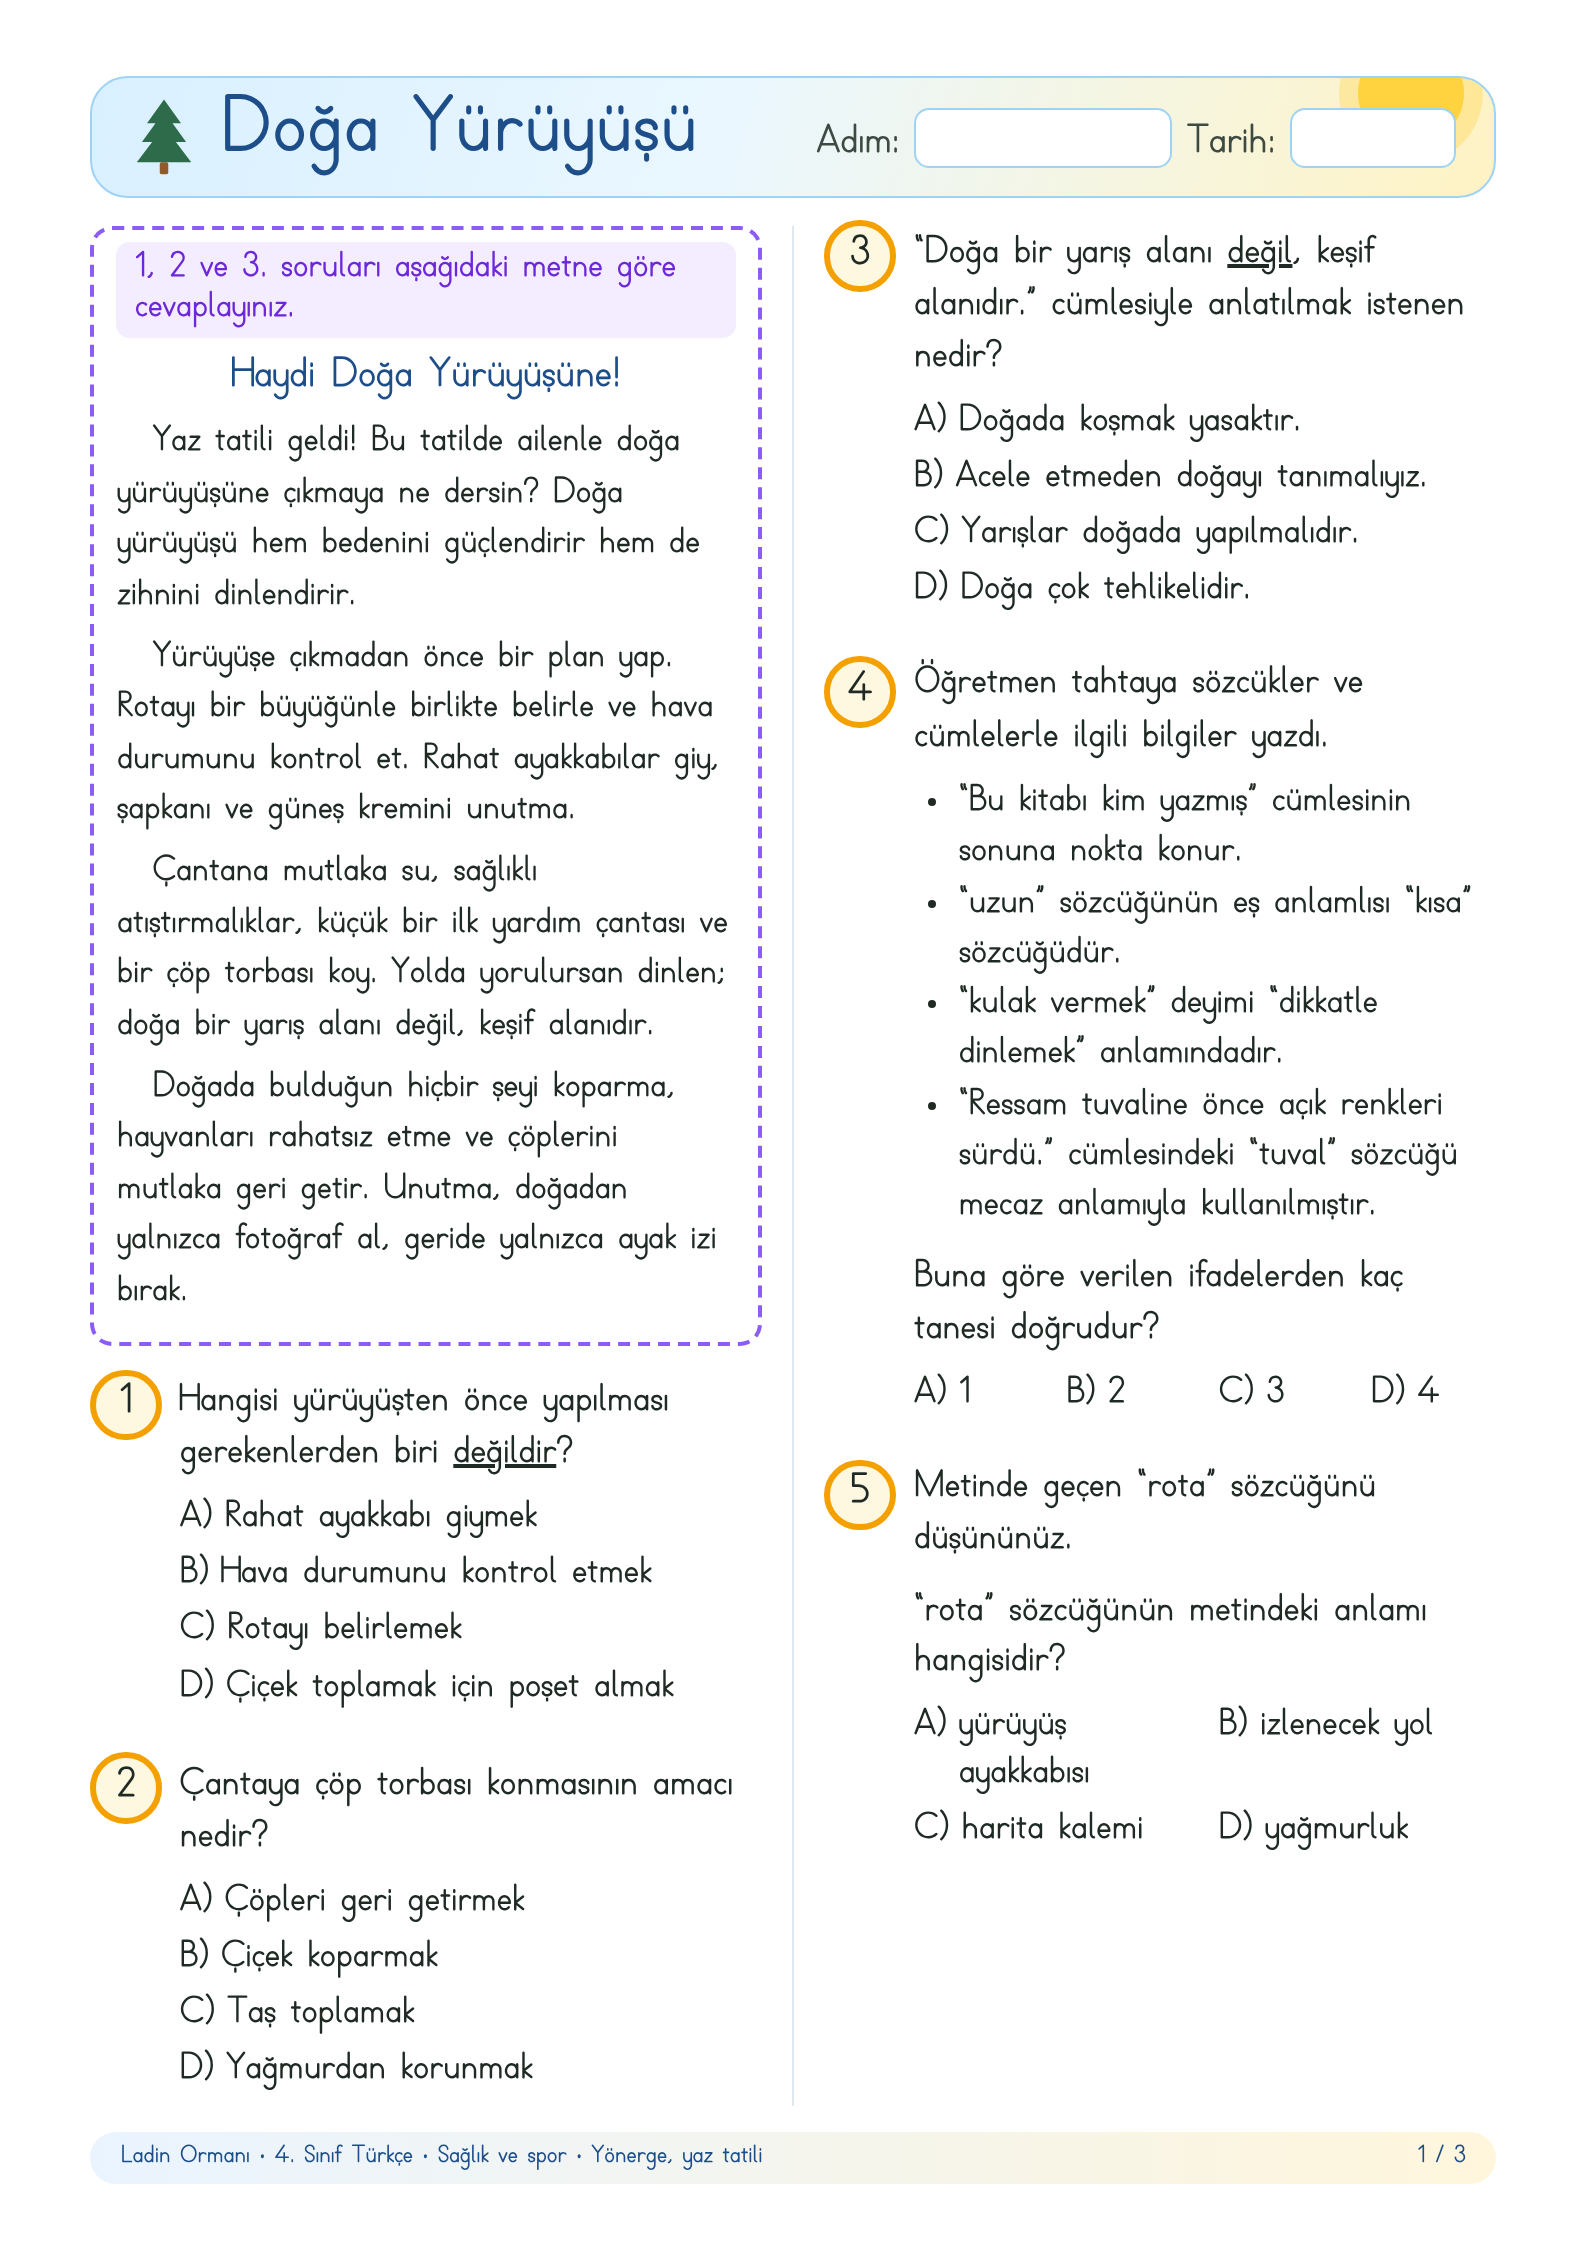 Doğa Yürüyüşü
Adım:
Tarih:
1, 2 ve 3. soruları aşağıdaki metne göre
cevaplayınız.
Haydi Doğa Yürüyüşüne!
Yaz tatili geldi! Bu tatilde ailenle doğa
yürüyüşüne çıkmaya ne dersin? Doğa
yürüyüşü hem bedenini güçlendirir hem de
zihnini dinlendirir.
Yürüyüşe çıkmadan önce bir plan yap.
Rotayı bir büyüğünle birlikte belirle ve hava
durumunu kontrol et. Rahat ayakkabılar giy,
şapkanı ve güneş kremini unutma.
Çantana mutlaka su, sağlıklı
atıştırmalıklar, küçük bir ilk yardım çantası ve
bir çöp torbası koy. Yolda yorulursan dinlen;
doğa bir yarış alanı değil, keşif alanıdır.
Doğada bulduğun hiçbir şeyi koparma,
hayvanları rahatsız etme ve çöplerini
mutlaka geri getir. Unutma, doğadan
yalnızca fotoğraf al, geride yalnızca ayak izi
bırak.
1
Hangisi yürüyüşten önce yapılması
gerekenlerden biri değildir?
A) Rahat ayakkabı giymek
B) Hava durumunu kontrol etmek
C) Rotayı belirlemek
D) Çiçek toplamak için poşet almak
2
Çantaya çöp torbası konmasının amacı
nedir?
A) Çöpleri geri getirmek
B) Çiçek koparmak
C) Taş toplamak
D) Yağmurdan korunmak
3
“Doğa bir yarış alanı değil, keşif
alanıdır.” cümlesiyle anlatılmak istenen
nedir?
A) Doğada koşmak yasaktır.
B) Acele etmeden doğayı tanımalıyız.
C) Yarışlar doğada yapılmalıdır.
D) Doğa çok tehlikelidir.
4
Öğretmen tahtaya sözcükler ve
cümlelerle ilgili bilgiler yazdı.
• “Bu kitabı kim yazmış” cümlesinin
sonuna nokta konur.
• “uzun” sözcüğünün eş anlamlısı “kısa”
sözcüğüdür.
• “kulak vermek” deyimi “dikkatle
dinlemek” anlamındadır.
• “Ressam tuvaline önce açık renkleri
sürdü.” cümlesindeki “tuval” sözcüğü
mecaz anlamıyla kullanılmıştır.
Buna göre verilen ifadelerden kaç
tanesi doğrudur?
A) 1 B) 2 C) 3 D) 4
5
Metinde geçen “rota” sözcüğünü
düşününüz.
“rota” sözcüğünün metindeki anlamı
hangisidir?
A) yürüyüş
ayakkabısı
B) izlenecek yol
C) harita kalemi
D) yağmurluk
Ladin Ormanı • 4. Sınıf Türkçe • Sağlık ve spor • Yönerge, yaz tatili
1 / 3